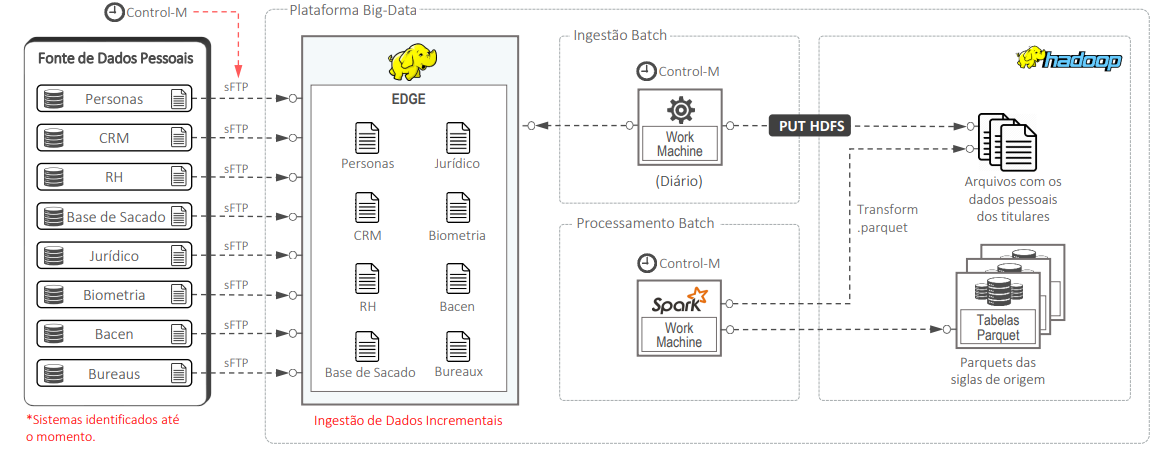 Control-M
Plataforma Big-Data
Fonte de Dados Pessoais
Personas
CRM
RH
Base de Sacado
Jurídico
Biometria
Bacen
Bureaus
*Sistemas identificados até
o momento.
sFTP
sFTP
sFTP
sFTP
sFTP
sFTP
sFTP
sFTP
EDGE
Personas
Jurídico
CRM
Biometria
RH
Bacen
Base de Sacado
Bureaux
Ingestão de Dados Incrementais
Ingestão Batch
Control-M
Work
Machine
(Diário)
PUT HDFS
Processamento Batch
Control-M
Spark
Work
Machine
Transform
.parquet
hadoop
Arquivos com os
dados pessoais
dos titulares
Tabelas
Parquet
Parquets das
siglas de origem